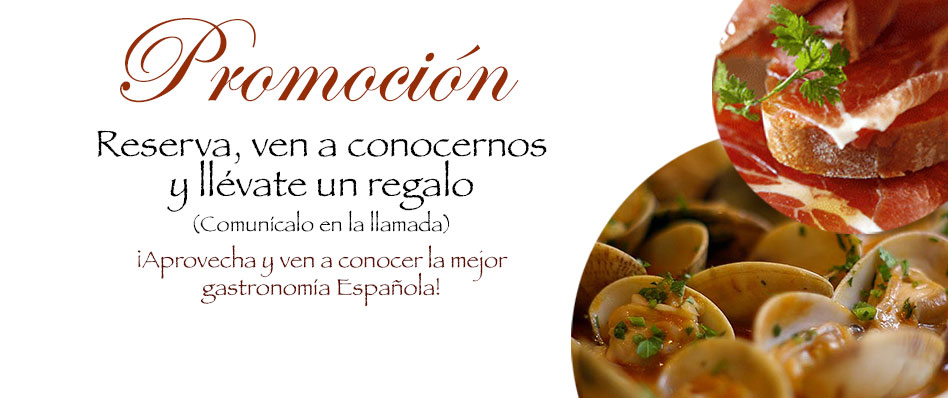 Promoción
Reserva, ven a conocernos
y llévate un regalo
(Comunícalo en la llamada)
¡Aprovecha y ven a conocer la mejor
gastronomía Española!